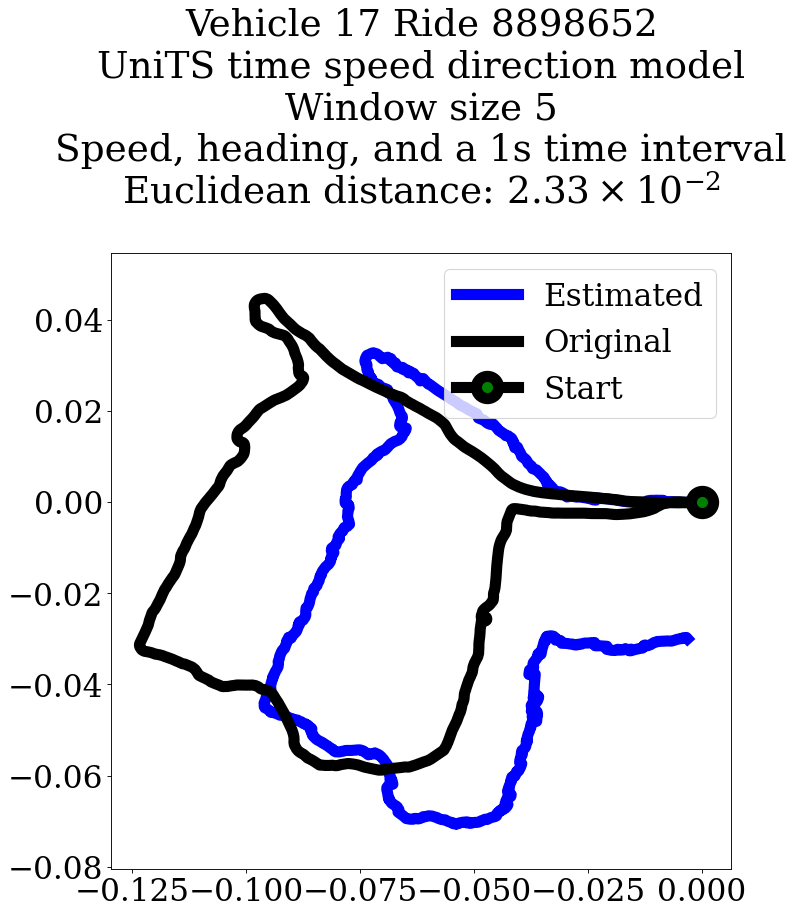 Vehicle 17 Ride 8898652
UniTS time speed direction model
Window size 5
Speed, heading, and a 1s time interval
Euclidean distance: 2.33 × 10⁻²
Estimated
Original
Start
0.04
0.02
0.00
−0.02
−0.04
−0.06
−0.08
−0.125 −0.100 −0.075 −0.050 −0.025 0.000